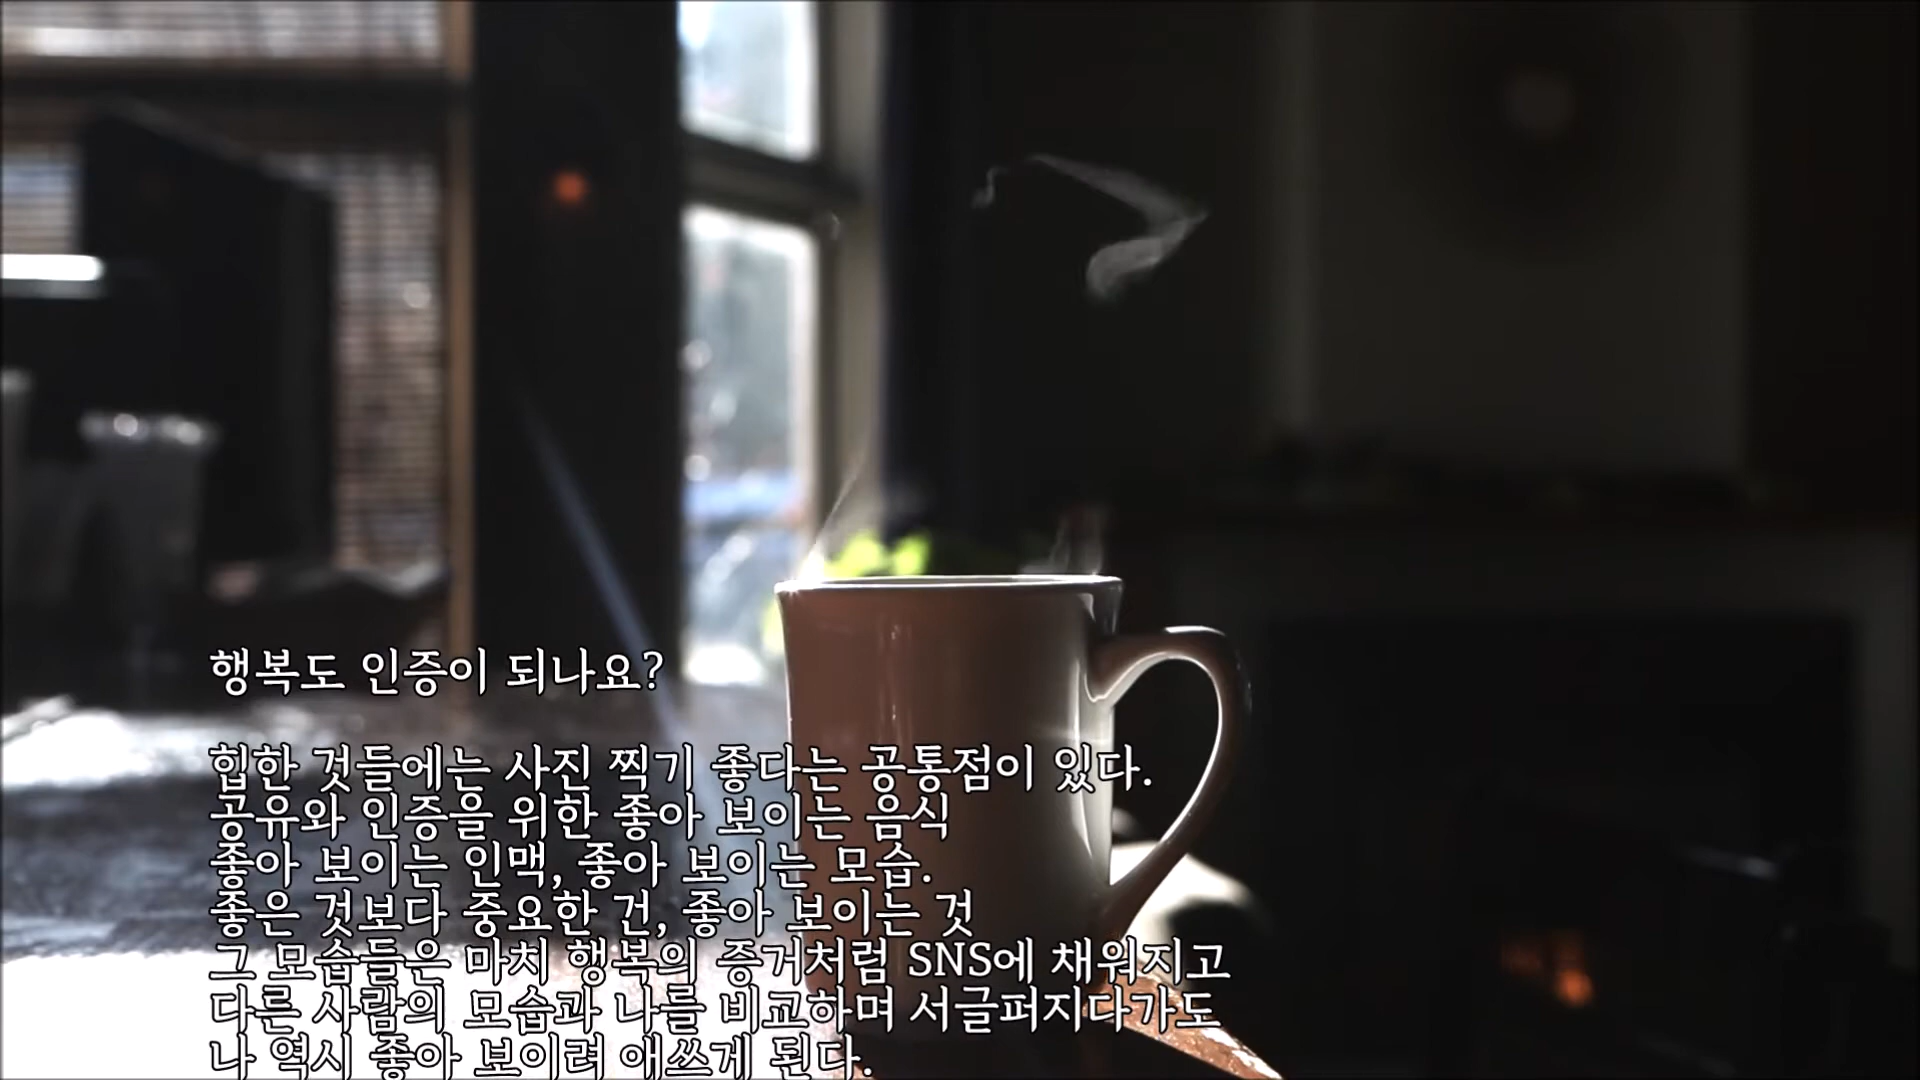 행복도 인증이 되나요?
힙한 것들에는 사진 찍기 좋다는 공통점이 있다.
공유와 인증을 위한 좋아 보이는 음식
좋아 보이는 인맥, 좋아 보이는 모습.
좋은 것보다 중요한 건, 좋아 보이는 것
그 모습들은 마치 행복의 증거처럼 SNS에 채워지고
다른 사람의 모습과 나를 비교하며 서글퍼지다가도
나 역시 좋아 보이려 애쓰게 된다.